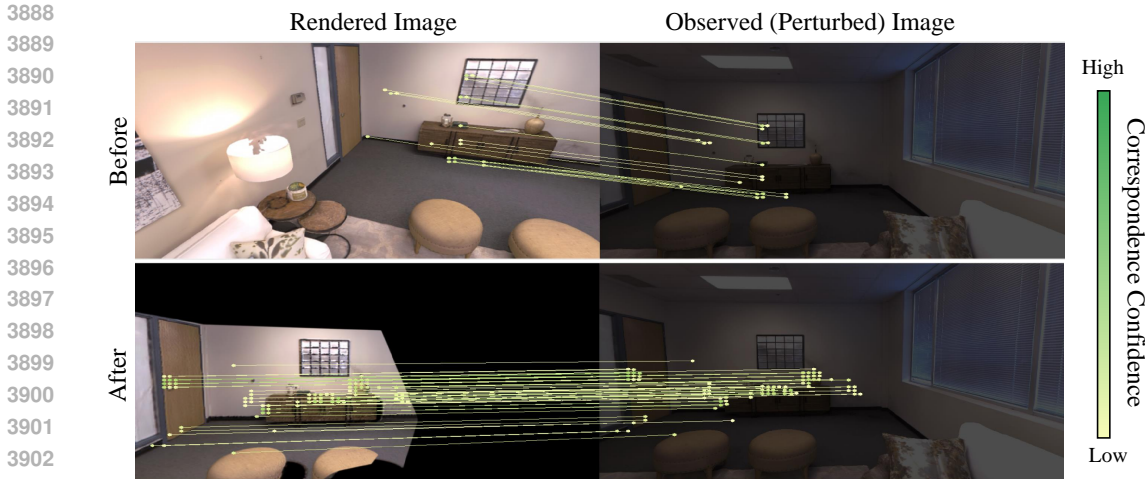 3888
3889
3890
3891
3892
3893
3894
3895
3896
3897
3898
3899
3900
3901
3902
Rendered Image
Observed (Perturbed) Image
Before
After
High
Correspondence Confidence
Low